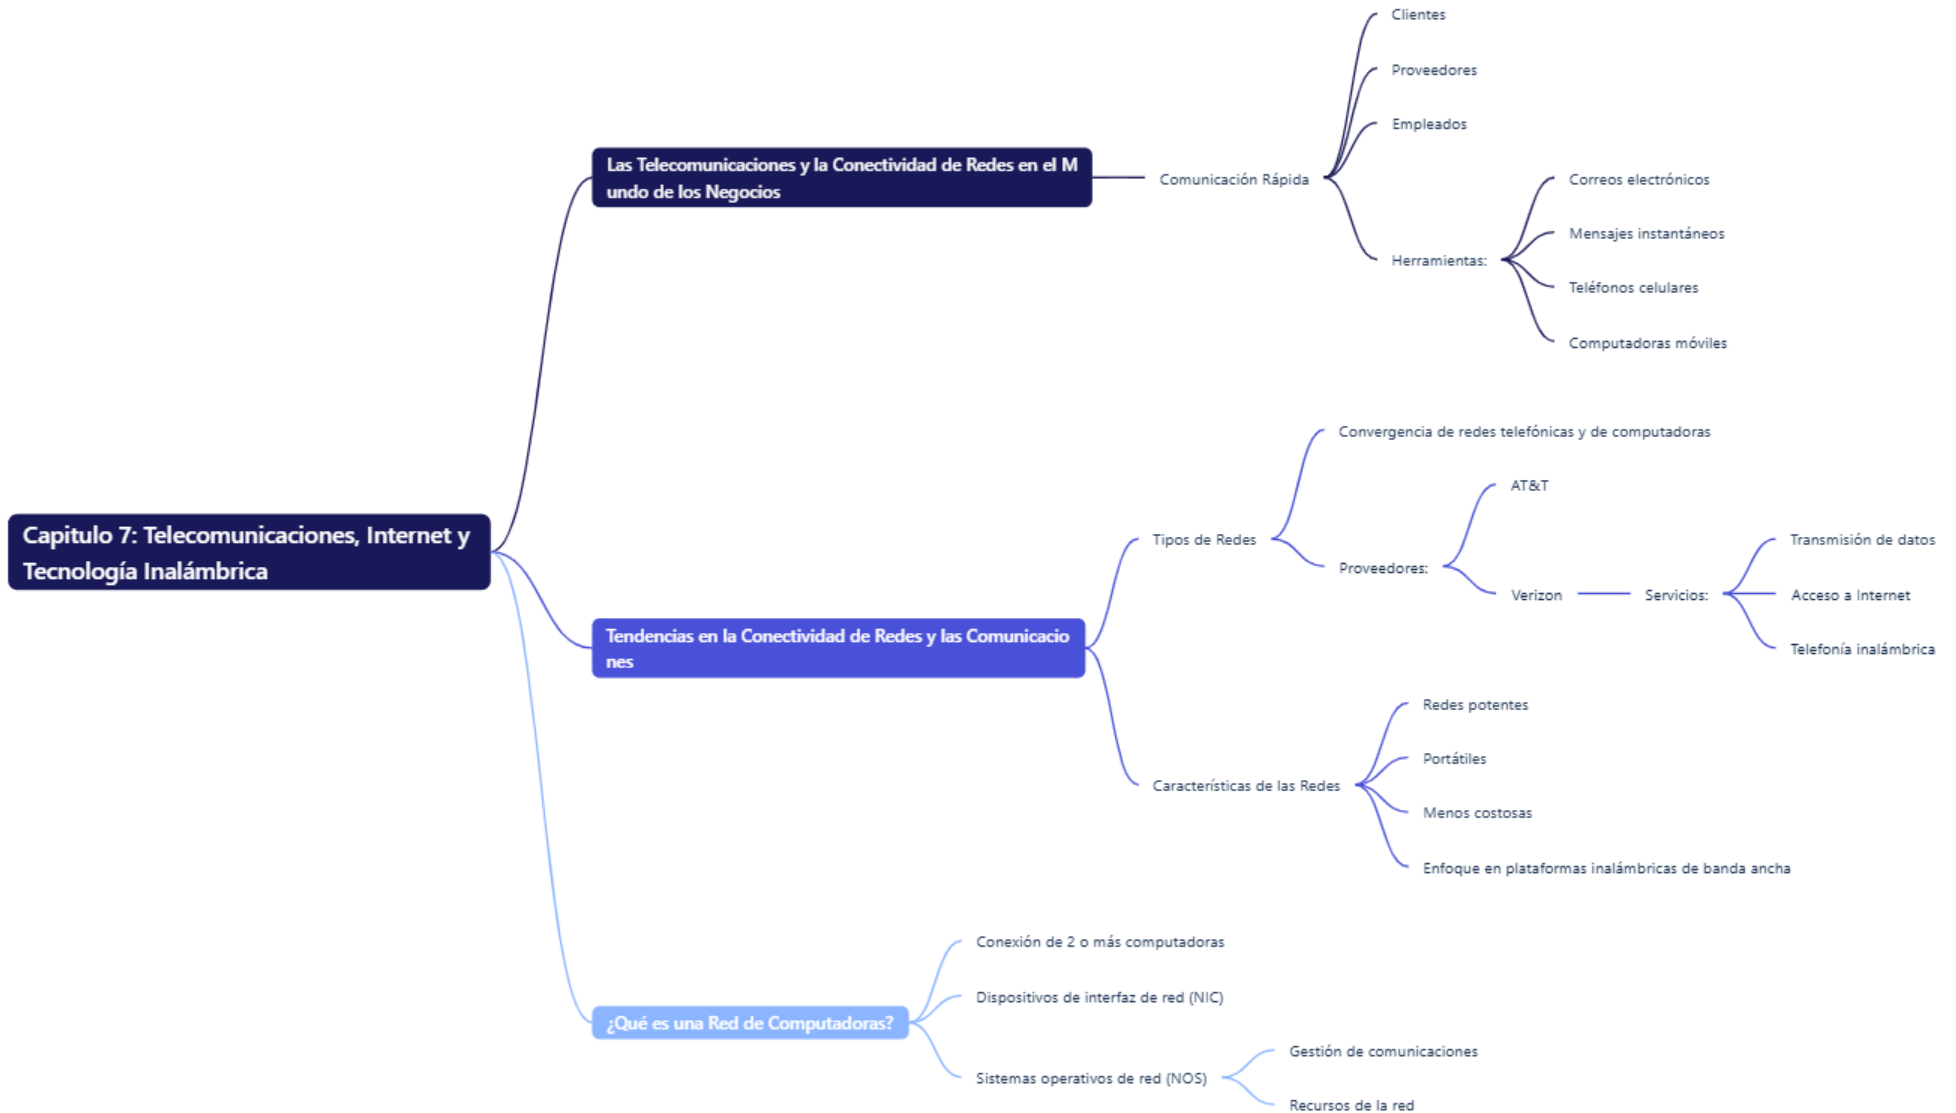 Clientes
Proveedores
Empleados
Las Telecomunicaciones y la Conectividad de Redes en el M
undo de los Negocios
Comunicación Rápida
Correos electrónicos
Mensajes instantáneos
Herramientas:
Teléfonos celulares
Computadoras móviles
Convergencia de redes telefónicas y de computadoras
AT&T
Capitulo 7: Telecomunicaciones, Internet y
Tecnología Inalámbrica
Tipos de Redes
Transmisión de datos
Proveedores:
Verizon
Servicios:
Acceso a Internet
Telefonía inalámbrica
Tendencias en la Conectividad de Redes y las Comunicacio
nes
Redes potentes
Portátiles
Características de las Redes
Menos costosas
Enfoque en plataformas inalámbricas de banda ancha
Conexión de 2 o más computadoras
Dispositivos de interfaz de red (NIC)
¿Qué es una Red de Computadoras?
Gestión de comunicaciones
Sistemas operativos de red (NOS)
Recursos de la red